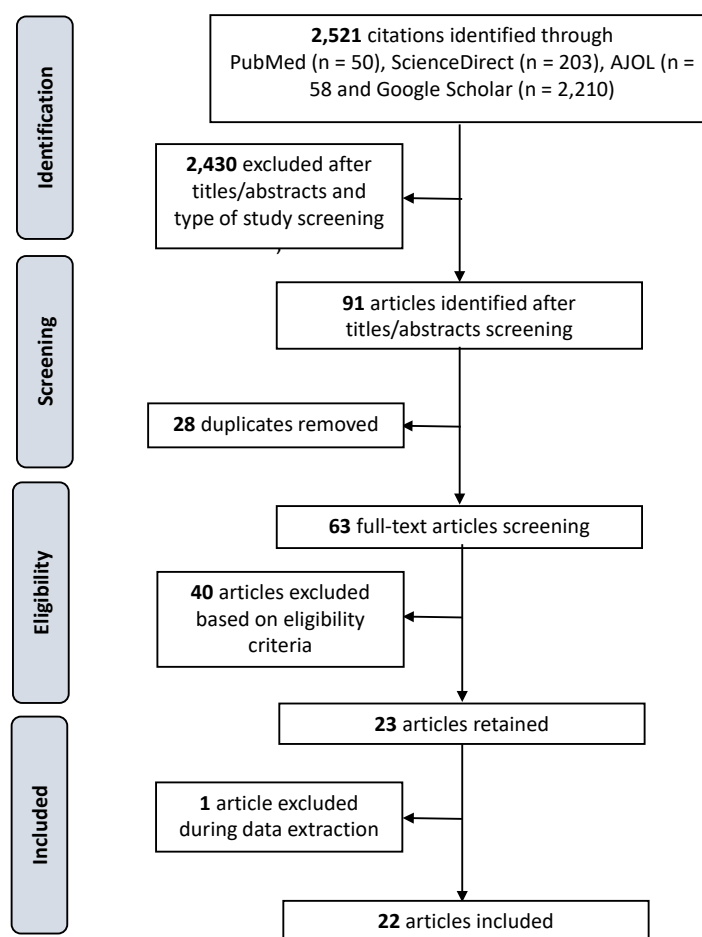 2,521 citations identified through
PubMed (n = 50), ScienceDirect (n = 203), AJOL (n =
58 and Google Scholar (n = 2,210)
Identification
2,430 excluded after
titles/abstracts and
type of study screening
,
91 articles identified after
titles/abstracts screening
Screening
28 duplicates removed
63 full-text articles screening
Eligibility
40 articles excluded
based on eligibility
criteria
23 articles retained
Included
1 article excluded
during data extraction
22 articles included